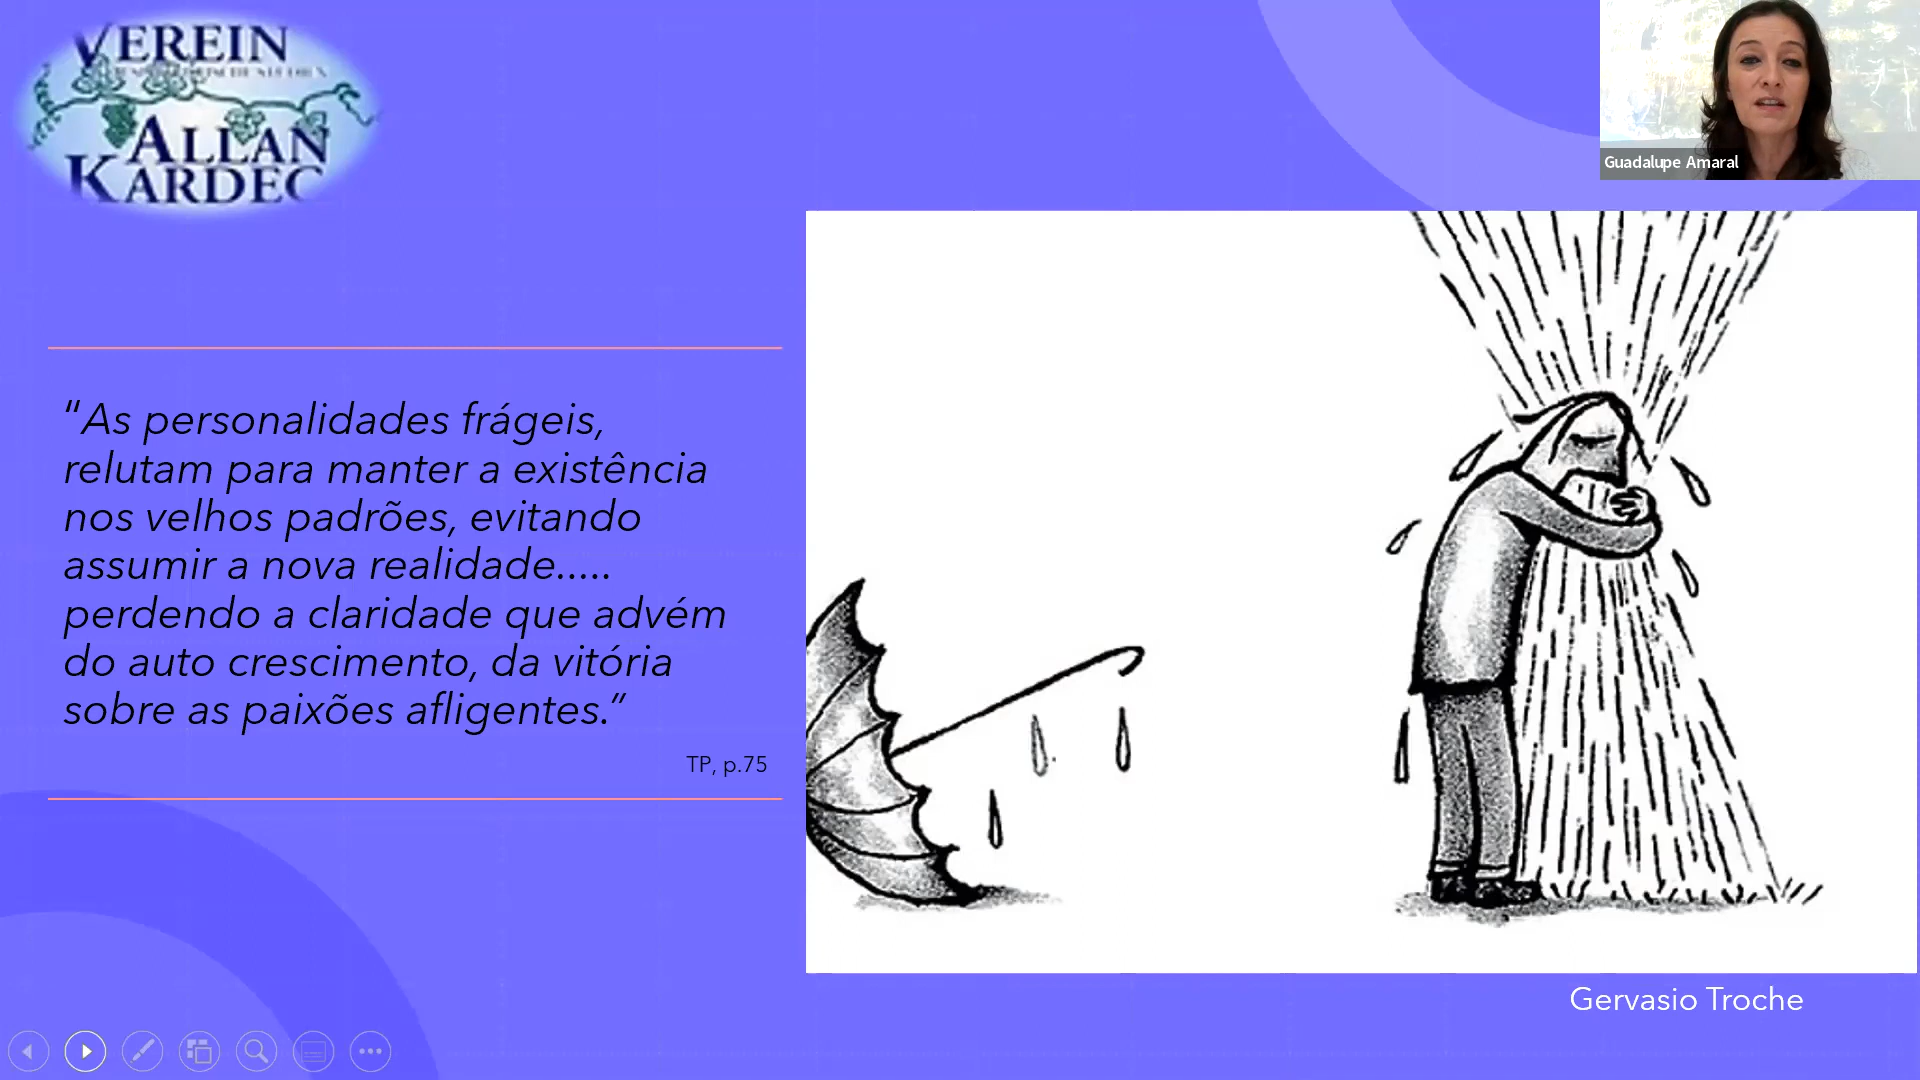 VEREIN
ALLAN
KARDEC
Guadalupe Amaral
“As personalidades frágeis,
relutam para manter a existência
nos velhos padrões, evitando
assumir a nova realidade.....
perdendo a claridade que advém
do auto crescimento, da vitória
sobre as paixões afligentes.”
TP, p.75
Gervasio Troche